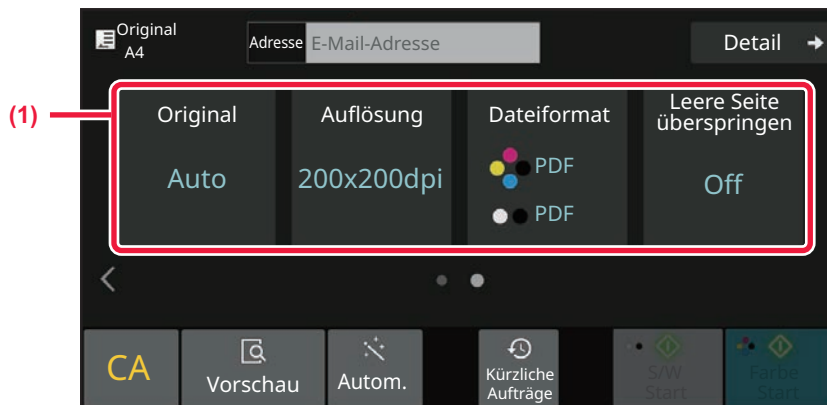 Original
A4
Adresse E-Mail-Adresse
Detail
(1)
Original
Auto
Auflösung
200x200dpi
Dateiformat
PDF
PDF
Leere Seite
überspringen
Off
CA
Vorschau
Autom.
Kürzliche
Aufträge
S/W
Start
Farbe
Start